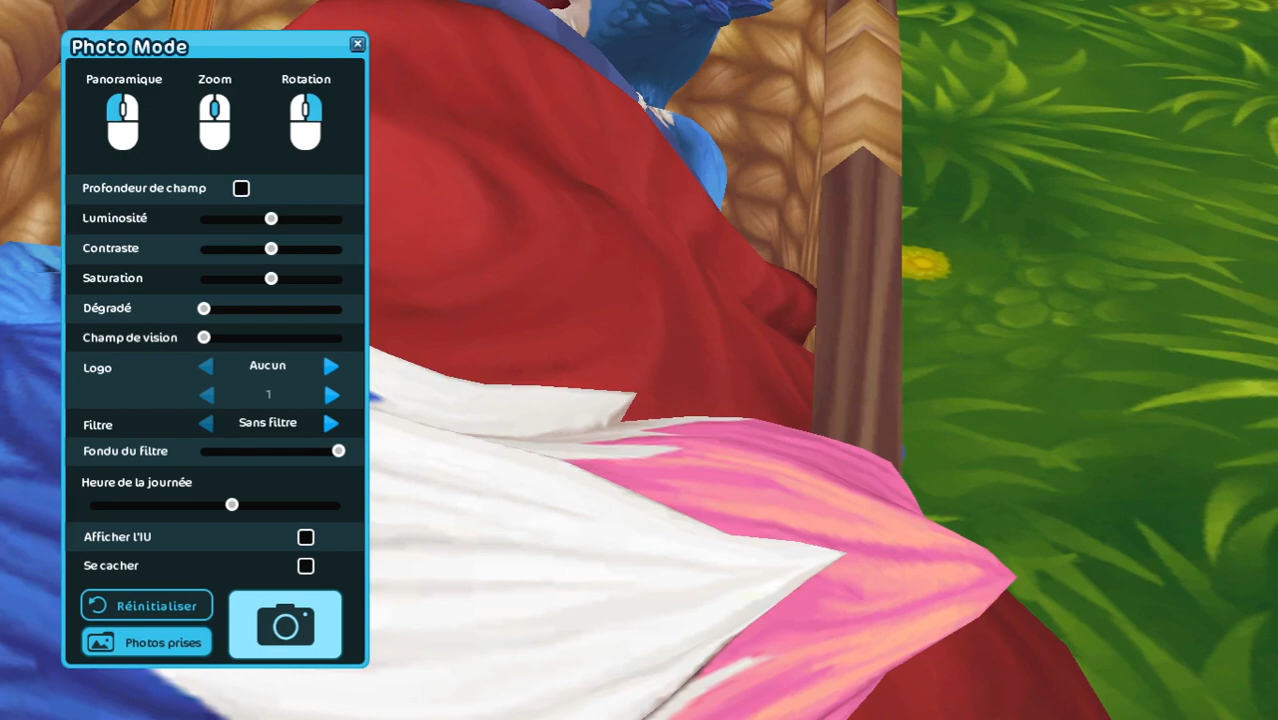 Photo Mode
Panoramique Zoom Rotation
Profondeur de champ
Luminosité
Contraste
Saturation
Dégradé
Champ de vision
Logo Aucun
1
Filtre Sans filtre
Fondu du filtre
Heure de la journée
Afficher l'IU
Se cacher
Réinitialiser
Photos prises